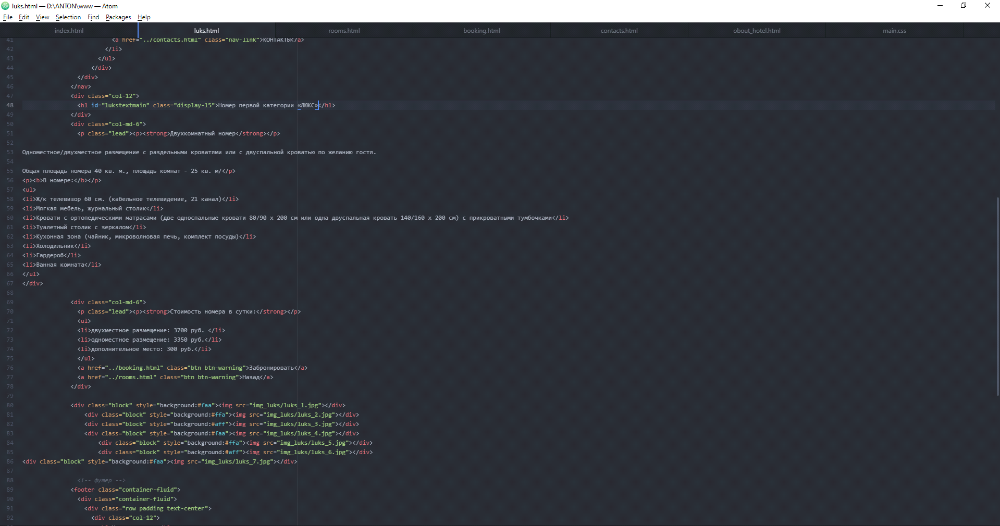 luks.html — D:\ANTON\www — Atom
File Edit View Selection Find Packages Help
index.html luks.html rooms.html booking.html contacts.html obout_hotel.html main.css
41 <a href="../contacts.html" class="nav-link">КОНТАКТЫ</a>
42 </li>
43 </ul>
44 </div>
45 </div>
46 </nav>
47 <div class="col-12">
48 <h1 id="lukstextmain" class="display-15">Номер первой категории «ЛЮКС»</h1>
49 </div>
50 <div class="col-md-6">
51 <p class="lead"><p><strong>Двухкомнатный номер</strong></p>
52
53 Одноместное/двухместное размещение с раздельными кроватями или с двуспальной кроватью по желанию гостя.
54
55 Общая площадь номера 40 кв. м., площадь комнат - 25 кв. м/</p>
56 <p><b>В номере:</b></p>
57 <ul>
58 <li>Ж/к телевизор 60 см. (кабельное телевидение, 21 канал)</li>
59 <li>Мягкая мебель, журнальный столик</li>
60 <li>Кровати с ортопедическими матрасами (две односпальные кровати 80/90 х 200 см или одна двуспальная кровать 140/160 х 200 см) с прикроватными тумбочками</li>
61 <li>Туалетный столик с зеркалом</li>
62 <li>Кухонная зона (чайник, микроволновая печь, комплект посуды)</li>
63 <li>Холодильник</li>
64 <li>Гардероб</li>
65 <li>Ванная комната</li>
66 </ul>
67 </div>
68
69 <div class="col-md-6">
70 <p class="lead"><p><strong>Стоимость номера в сутки:</strong></p>
71 <ul>
72 <li>двухместное размещение: 3700 руб. </li>
73 <li>одноместное размещение: 3350 руб.</li>
74 <li>дополнительное место: 300 руб.</li>
75 </ul>
76 <a href="../booking.html" class="btn btn-warning">Забронировать</a>
77 <a href="../rooms.html" class="btn btn-warning">Назад</a>
78 </div>
79
80 <div class="block" style="background:#faa"><img src="img_luks/luks_1.jpg"></div>
81 <div class="block" style="background:#ffa"><img src="img_luks/luks_2.jpg"></div>
82 <div class="block" style="background:#aff"><img src="img_luks/luks_3.jpg"></div>
83 <div class="block" style="background:#faa"><img src="img_luks/luks_4.jpg"></div>
84 <div class="block" style="background:#ffa"><img src="img_luks/luks_5.jpg"></div>
85 <div class="block" style="background:#aff"><img src="img_luks/luks_6.jpg"></div>
86 <div class="block" style="background:#faa"><img src="img_luks/luks_7.jpg"></div>
87
88 <!-- футер -->
89 <footer class="container-fluid">
90 <div class="container-fluid">
91 <div class="row padding text-center">
92 <div class="col-12">